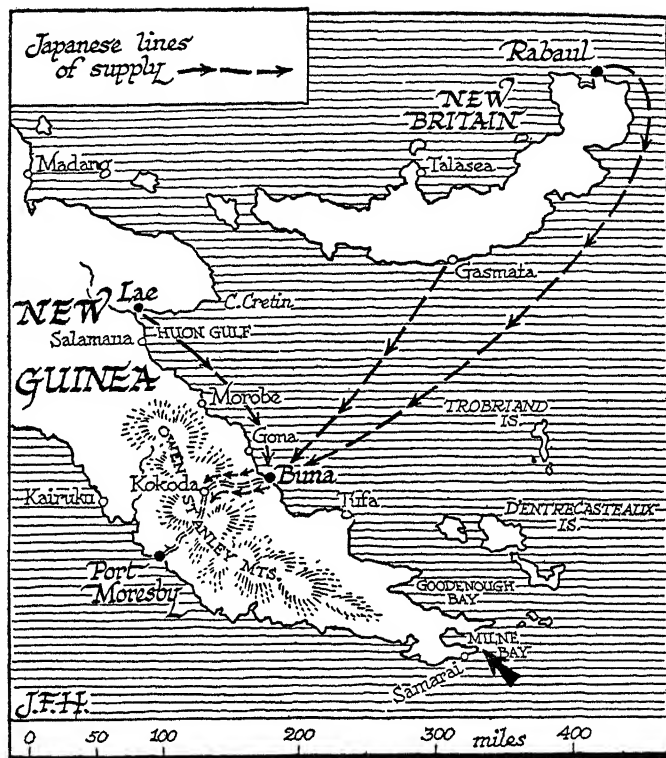 Japanese lines
of supply
Rabaul
NEW
BRITAIN
Madang
Talasea
Gasmata
Lae
C. Cretin
NEW
GUINEA
Salamana
HUON GULF
Morobe
TROBRIAND
IS.
Gona
OWEN STANLEY MTS.
Buna
Kokoda
Kairuku
Tufa
D'ENTRECASTEAUX
IS.
Port
Moresby
GOODENOUGH
BAY
MILNE
BAY
Samarai
J.F.H.
0 50 100 200 300 miles 400